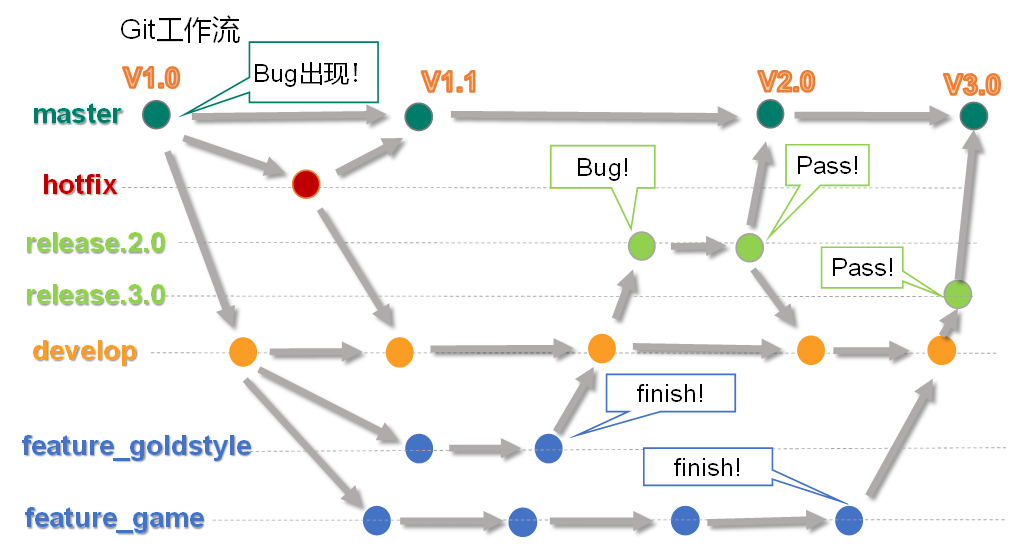 Git工作流
Bug出现!
V1.0
V1.1
V2.0
V3.0
master
Bug!
Pass!
hotfix
release.2.0
Pass!
release.3.0
develop
finish!
feature_goldstyle
finish!
feature_game